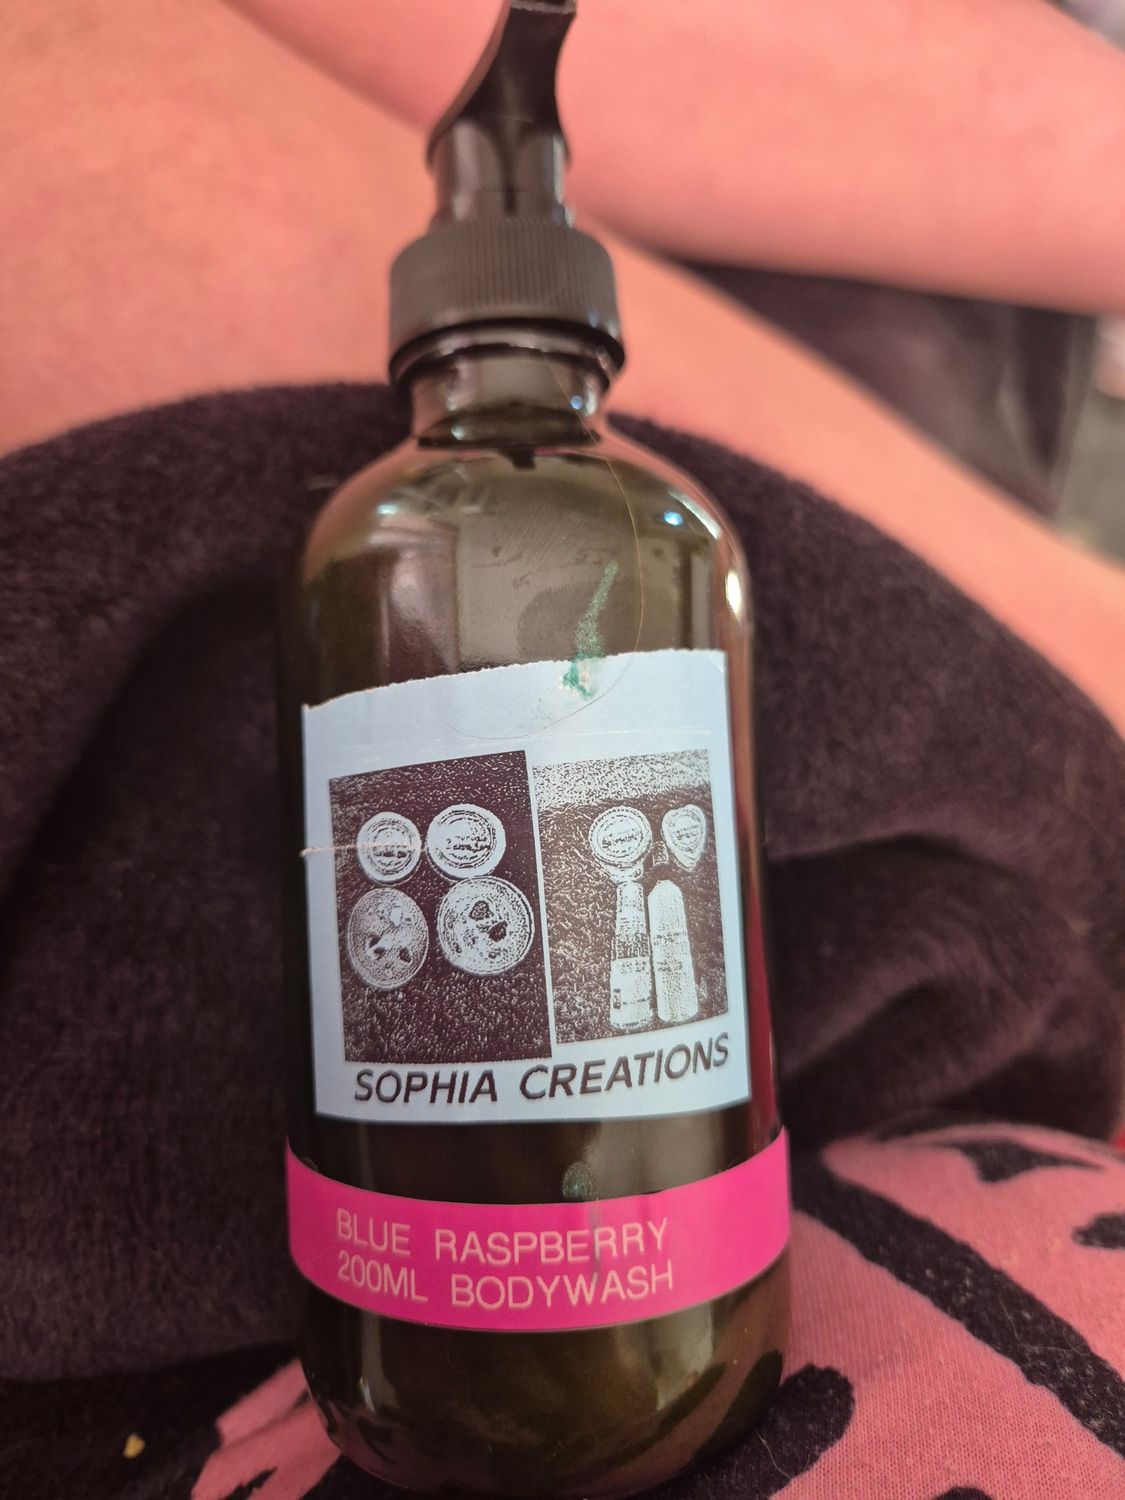 SOPHIA CREATIONS
BLUE RASPBERRY
200ML BODYWASH